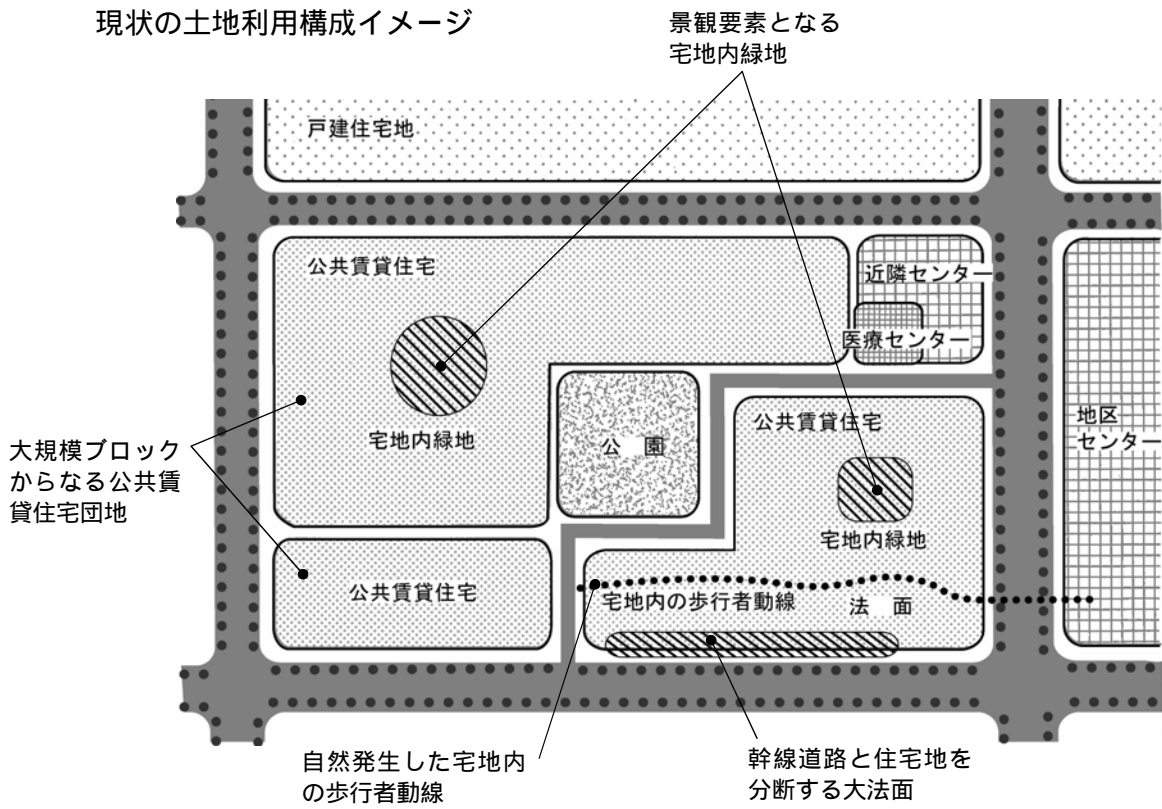 現状の土地利用構成イメージ
景観要素となる
宅地内緑地
戸建住宅地
公共賃貸住宅
近隣センター
医療センター
宅地内緑地
公　園
公共賃貸住宅
地区
センター
大規模ブロック
からなる公共賃
貸住宅団地
宅地内緑地
公共賃貸住宅
宅地内の歩行者動線
法　面
自然発生した宅地内
の歩行者動線
幹線道路と住宅地を
分断する大法面